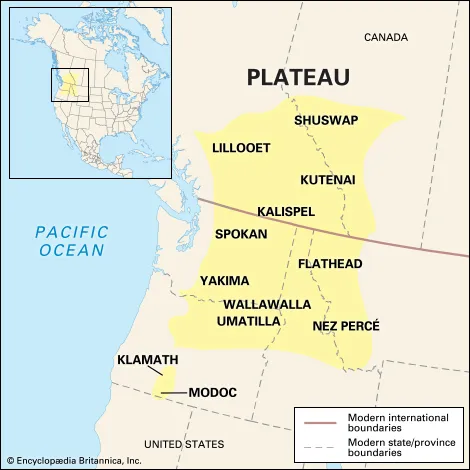 CANADA
PLATEAU
SHUSWAP
LILLOOET
KUTENAI
KALISPEL
PACIFIC
OCEAN
SPOKAN
FLATHEAD
YAKIMA
WALLAWALLA
UMATILLA
NEZ PERCÉ
KLAMATH
MODOC
UNITED STATES
Modern international
boundaries
Modern state/province
boundaries
© Encyclopædia Britannica, Inc.